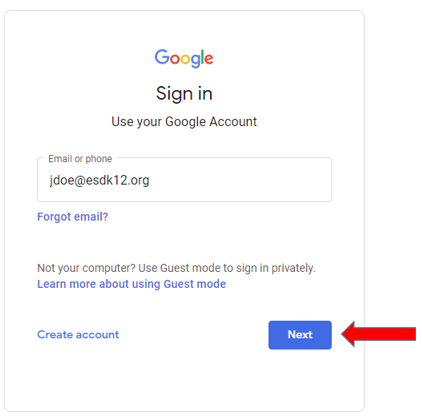 Google
Sign in
Use your Google Account
Email or phone
jdoe@esdk12.org
Forgot email?
Not your computer? Use Guest mode to sign in privately.
Learn more about using Guest mode
Create account
Next